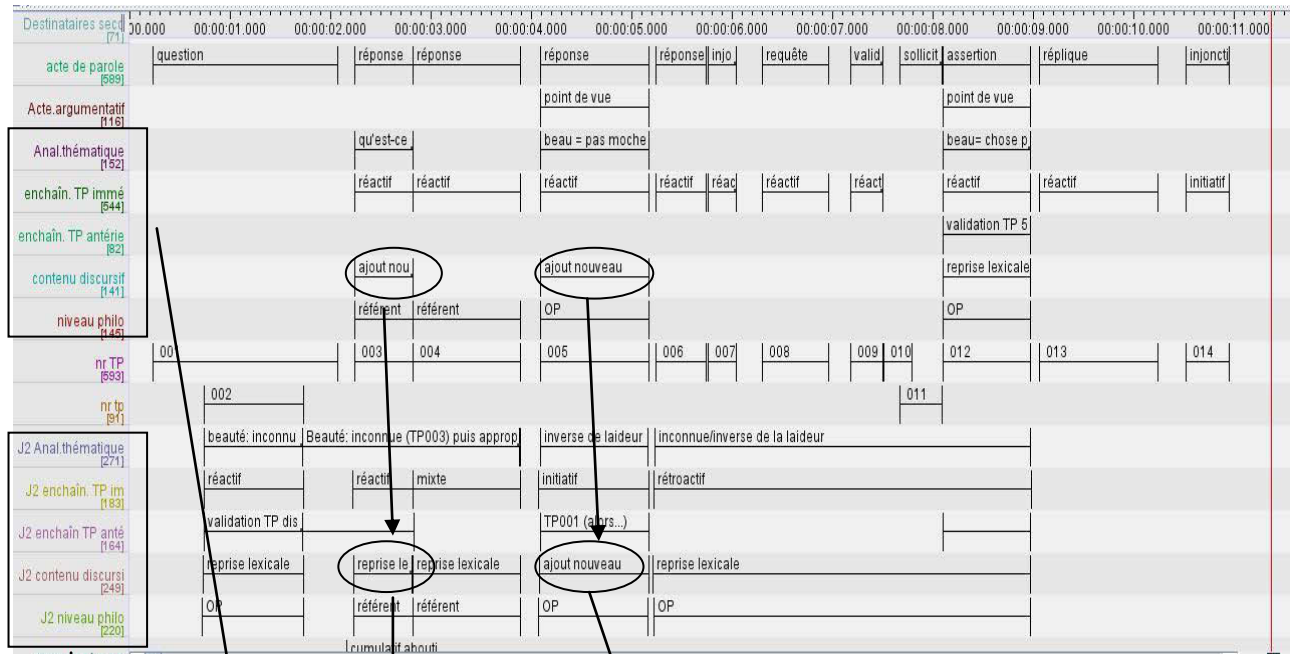 Destinataires secd
[71]
00.000 00:00:01.000 00:00:02.000 00:00:03.000 00:00:04.000 00:00:05.000 00:00:06.000 00:00:07.000 00:00:08.000 00:00:09.000 00:00:10.000 00:00:11.000
acte de parole
[589]
question réponse réponse réponse réponse injo requête valid sollicit assertion réplique injoncti
Acte.argumentatif
[116]
point de vue point de vue
Anal.thématique
[152]
qu'est-ce beau = pas moche beau= chose p
enchaîn. TP immé
[544]
réactif réactif réactif réactif réac réactif réact réactif réactif initiatif
enchaîn. TP antérie
[82]
validation TP 5
contenu discursif
[141]
ajout nou ajout nouveau reprise lexicale
niveau philo
[145]
référent référent OP OP
nr TP
[593]
00 003 004 005 006 007 008 009 010 012 013 014
nr tp
[91]
002 011
J2 Anal.thématique
[271]
beauté: inconnu Beauté: inconnue (TP003) puis approp inverse de laideur inconnue/inverse de la laideur
J2 enchaîn. TP im
[183]
réactif réactif mixte initiatif rétroactif
J2 enchaîn TP anté
[164]
validation TP dis TP001 (alors...)
J2 contenu discursi
[249]
reprise lexicale reprise le reprise lexicale ajout nouveau reprise lexicale
J2 niveau philo
[220]
OP référent référent OP OP
cumulatif abouti